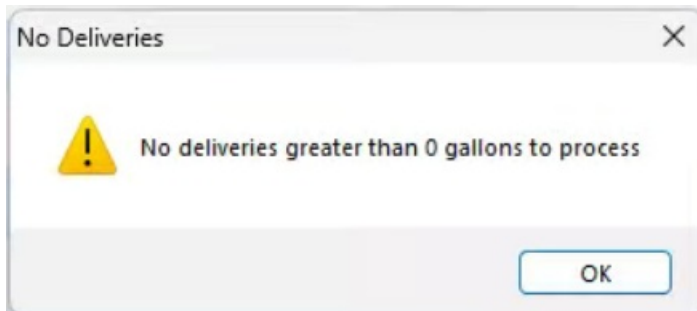 No Deliveries
No deliveries greater than 0 gallons to process
OK